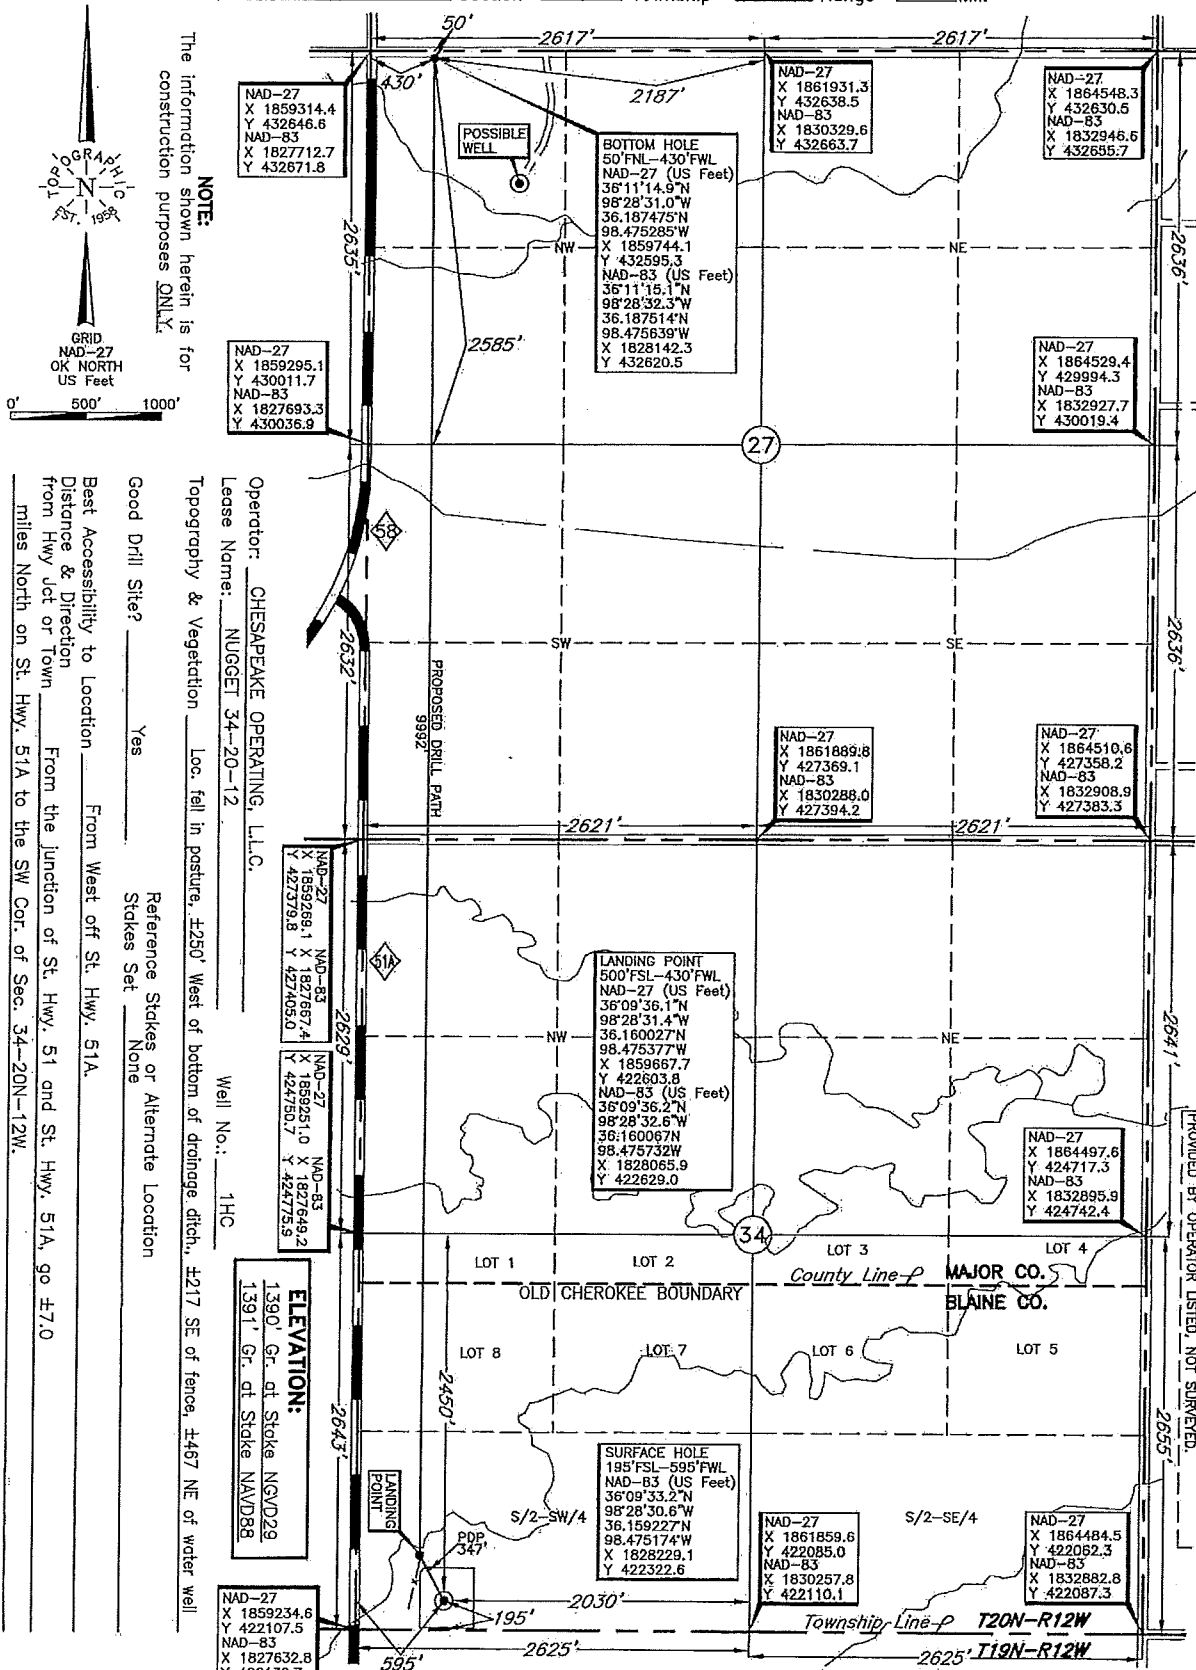 50'
2617'
2617'
430'
2187'
NAD-27
X 1859314.4
Y 432646.6
NAD-83
X 1827712.7
Y 432671.8
POSSIBLE
WELL
BOTTOM HOLE
50'FNL-430'FWL
NAD-27 (US Feet)
36°11'14.9"N
98°28'31.0"W
36.187475°N
98.475285°W
X 1859744.1
Y 432595.3
NAD-83 (US Feet)
36°11'15.1"N
98°28'32.3"W
36.187514°N
98.475639°W
X 1828142.3
Y 432620.5
NAD-27
X 1861931.3
Y 432638.5
NAD-83
X 1830329.6
Y 432663.7
NAD-27
X 1864548.3
Y 432630.5
NAD-83
X 1832946.6
Y 432655.7
TOPOGRAPHIC
N
EST. 1958
GRID
NAD-27
OK NORTH
US Feet
0' 500' 1000'
NOTE:
The information shown herein is for
construction purposes ONLY.
2635'
NW
NE
2636'
2585'
NAD-27
X 1859295.1
Y 430011.7
NAD-83
X 1827693.3
Y 430036.9
NAD-27
X 1864529.4
Y 429994.3
NAD-83
X 1832927.7
Y 430019.4
27
58
2632'
SW
SE
2636'
PROPOSED DRILL PATH
9992'
NAD-27
X 1861889.8
Y 427369.1
NAD-83
X 1830288.0
Y 427394.2
NAD-27
X 1864510.6
Y 427358.2
NAD-83
X 1832908.9
Y 427383.3
2621'
2621'
NAD-27 NAD-83
X 1859269.1 X 1827667.4
Y 427379.8 Y 427405.0
51A
2629'
LANDING POINT
500'FSL-430'FWL
NAD-27 (US Feet)
36°09'36.1"N
98°28'31.4"W
36.160027°N
98.475377°W
X 1859667.7
Y 422603.8
NAD-83 (US Feet)
36°09'36.2"N
98°28'32.6"W
36.160067°N
98.475732°W
X 1828065.9
Y 422629.0
NW
NE
2641'
NAD-27 NAD-83
X 1859251.0 X 1827649.2
Y 424750.7 Y 424775.9
NAD-27
X 1864497.6
Y 424717.3
NAD-83
X 1832895.9
Y 424742.4
PROVIDED BY OPERATOR LISTED, NOT SURVEYED.
34
LOT 1
LOT 2
LOT 3
LOT 4
County Line
MAJOR CO.
OLD CHEROKEE BOUNDARY
BLAINE CO.
LOT 8
LOT 7
LOT 6
LOT 5
2450'
2643'
2655'
SURFACE HOLE
195'FSL-595'FWL
NAD-83 (US Feet)
36°09'33.2"N
98°28'30.6"W
36.159227°N
98.475174°W
X 1828229.1
Y 422322.6
LANDING
POINT
PDP
347'
S/2-SW/4
S/2-SE/4
NAD-27
X 1861859.6
Y 422085.0
NAD-83
X 1830257.8
Y 422110.1
NAD-27
X 1864484.5
Y 422062.3
NAD-83
X 1832882.8
Y 422087.3
2030'
195'
Township Line
T20N-R12W
2625'
2625'
T19N-R12W
595'
NAD-27
X 1859234.6
Y 422107.5
NAD-83
X 1827632.8
Operator: CHESAPEAKE OPERATING, L.L.C.
Lease Name: NUGGET 34-20-12 Well No.: 1HC
Topography & Vegetation Loc. fell in pasture, ±250' West of bottom of drainage ditch, ±217 SE of fence, ±467 NE of water well
Good Drill Site? Yes
Reference Stakes or Alternate Location
Stakes Set None
Best Accessibility to Location From West off St. Hwy. 51A.
Distance & Direction
from Hwy Jct or Town From the junction of St. Hwy. 51 and St. Hwy. 51A, go ±7.0
miles North on St. Hwy. 51A to the SW Cor. of Sec. 34-20N-12W.
ELEVATION:
1390' Gr. at Stake NGVD29
1391' Gr. at Stake NAVD88